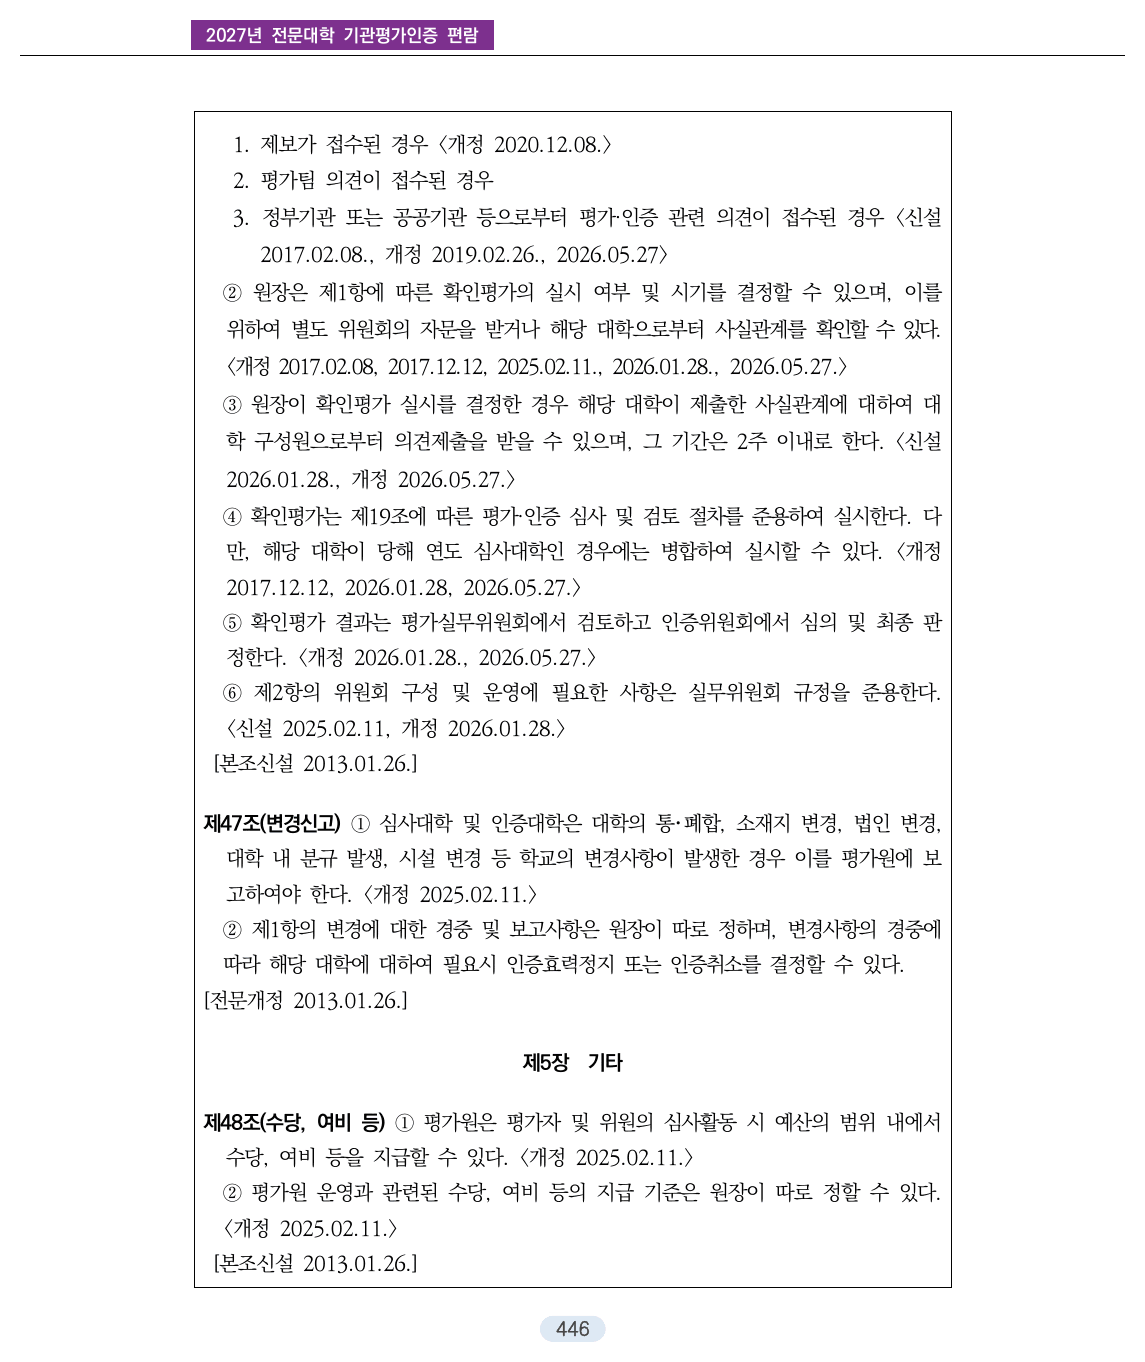 2027년 전문대학 기관평가인증 편람
1. 제보가 접수된 경우 〈개정 2020.12.08.〉
2. 평가팀 의견이 접수된 경우
3. 정부기관 또는 공공기관 등으로부터 평가·인증 관련 의견이 접수된 경우 〈신설
2017.02.08., 개정 2019.02.26., 2026.05.27〉
② 원장은 제1항에 따른 확인평가의 실시 여부 및 시기를 결정할 수 있으며, 이를
위하여 별도 위원회의 자문을 받거나 해당 대학으로부터 사실관계를 확인할 수 있다.
〈개정 2017.02.08, 2017.12.12, 2025.02.11., 2026.01.28., 2026.05.27.〉
③ 원장이 확인평가 실시를 결정한 경우 해당 대학이 제출한 사실관계에 대하여 대
학 구성원으로부터 의견제출을 받을 수 있으며, 그 기간은 2주 이내로 한다. 〈신설
2026.01.28., 개정 2026.05.27.〉
④ 확인평가는 제19조에 따른 평가·인증 심사 및 검토 절차를 준용하여 실시한다. 다
만, 해당 대학이 당해 연도 심사대학인 경우에는 병합하여 실시할 수 있다. 〈개정
2017.12.12, 2026.01.28, 2026.05.27.〉
⑤ 확인평가 결과는 평가실무위원회에서 검토하고 인증위원회에서 심의 및 최종 판
정한다. 〈개정 2026.01.28., 2026.05.27.〉
⑥ 제2항의 위원회 구성 및 운영에 필요한 사항은 실무위원회 규정을 준용한다.
〈신설 2025.02.11, 개정 2026.01.28.〉
[본조신설 2013.01.26.]
제47조(변경신고) ① 심사대학 및 인증대학은 대학의 통·폐합, 소재지 변경, 법인 변경,
대학 내 분규 발생, 시설 변경 등 학교의 변경사항이 발생한 경우 이를 평가원에 보
고하여야 한다. 〈개정 2025.02.11.〉
② 제1항의 변경에 대한 경중 및 보고사항은 원장이 따로 정하며, 변경사항의 경중에
따라 해당 대학에 대하여 필요시 인증효력정지 또는 인증취소를 결정할 수 있다.
[전문개정 2013.01.26.]
제5장 기타
제48조(수당, 여비 등) ① 평가원은 평가자 및 위원의 심사활동 시 예산의 범위 내에서
수당, 여비 등을 지급할 수 있다. 〈개정 2025.02.11.〉
② 평가원 운영과 관련된 수당, 여비 등의 지급 기준은 원장이 따로 정할 수 있다.
〈개정 2025.02.11.〉
[본조신설 2013.01.26.]
446